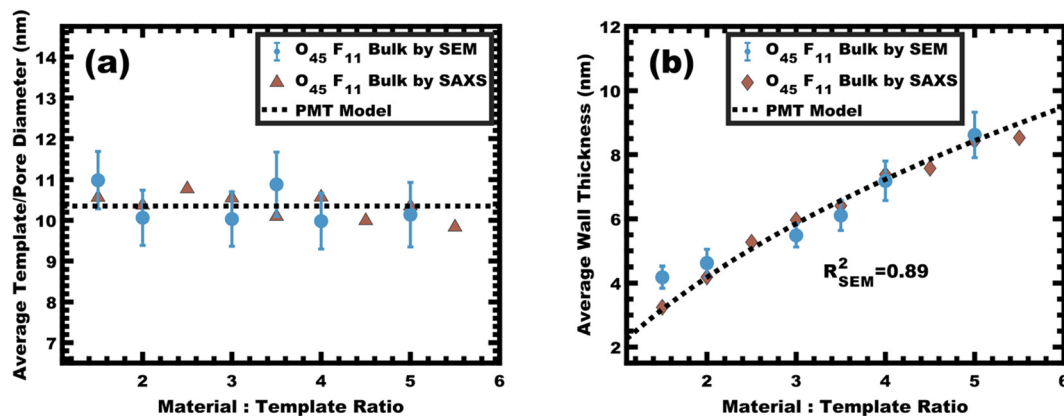 (a)
O45 F11 Bulk by SEM
O45 F11 Bulk by SAXS
PMT Model
Average Template/Pore Diameter (nm)
14
13
12
11
10
9
8
7
2
3
4
5
6
Material : Template Ratio
(b)
O45 F11 Bulk by SEM
O45 F11 Bulk by SAXS
PMT Model
Average Wall Thickness (nm)
12
10
8
6
4
2
R²SEM=0.89
2
3
4
5
6
Material : Template Ratio